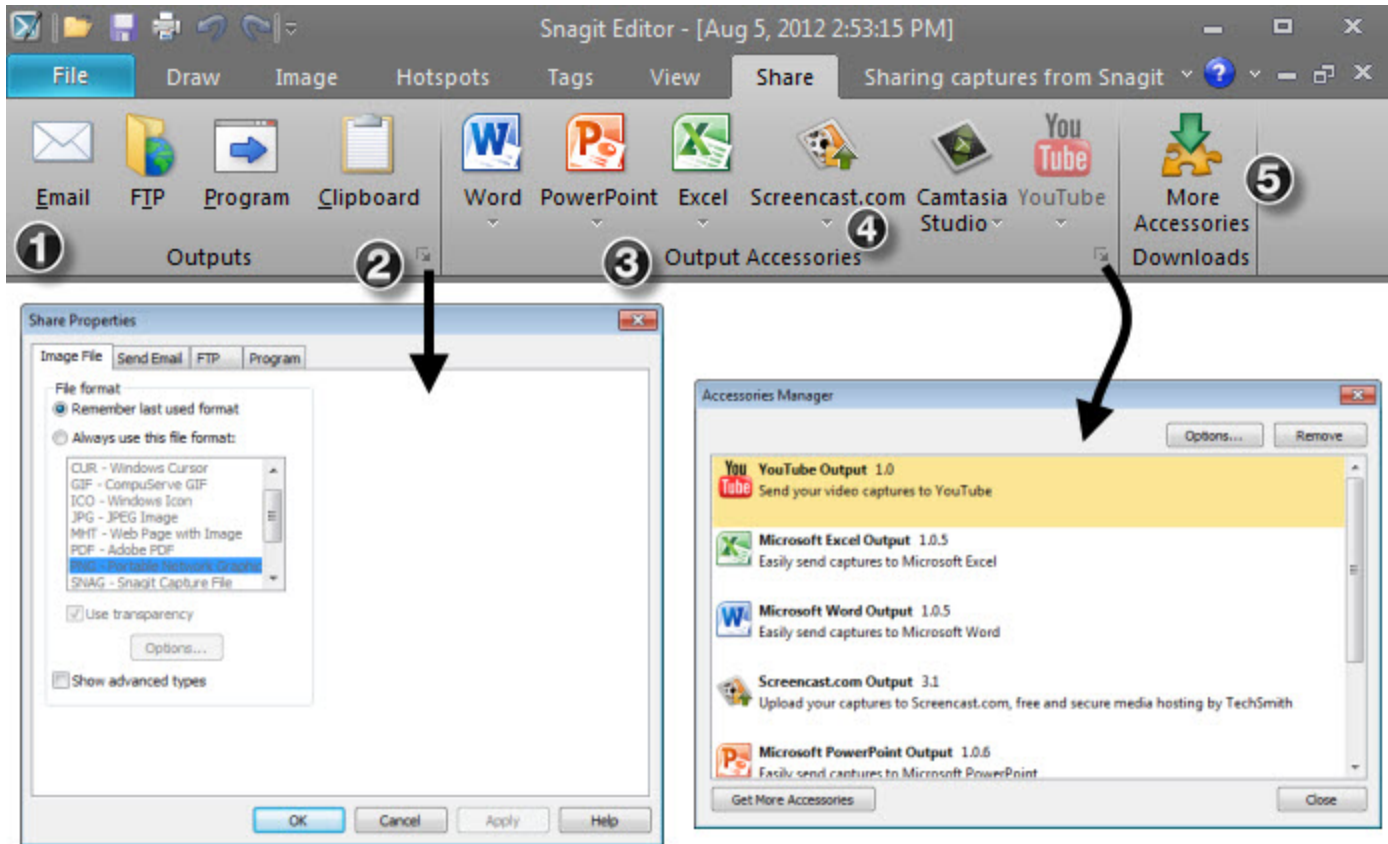 Snagit Editor - [Aug 5, 2012 2:53:15 PM]
File Draw Image Hotspots Tags View Share Sharing captures from Snagit ?
You
Tube
Email FTP Program Clipboard Word PowerPoint Excel Screencast.com Camtasia Studio YouTube More Accessories
1 2 3 4 5
Outputs Output Accessories Downloads
Share Properties
Image File Send Email FTP Program
File format
Remember last used format
Always use this file format:
CUR - Windows Cursor
GIF - CompuServe GIF
ICO - Windows Icon
JPG - JPEG Image
MHT - Web Page with Image
PDF - Adobe PDF
PNG - Portable Network Graphic
SNAG - Snagit Capture File
Use transparency
Options...
Show advanced types
OK Cancel Apply Help
Accessories Manager
Options... Remove
You
Tube
YouTube Output 1.0
Send your video captures to YouTube
Microsoft Excel Output 1.0.5
Easily send captures to Microsoft Excel
Microsoft Word Output 1.0.5
Easily send captures to Microsoft Word
Screencast.com Output 3.1
Upload your captures to Screencast.com, free and secure media hosting by TechSmith
Microsoft PowerPoint Output 1.0.6
Easily send captures to Microsoft PowerPoint
Get More Accessories Close